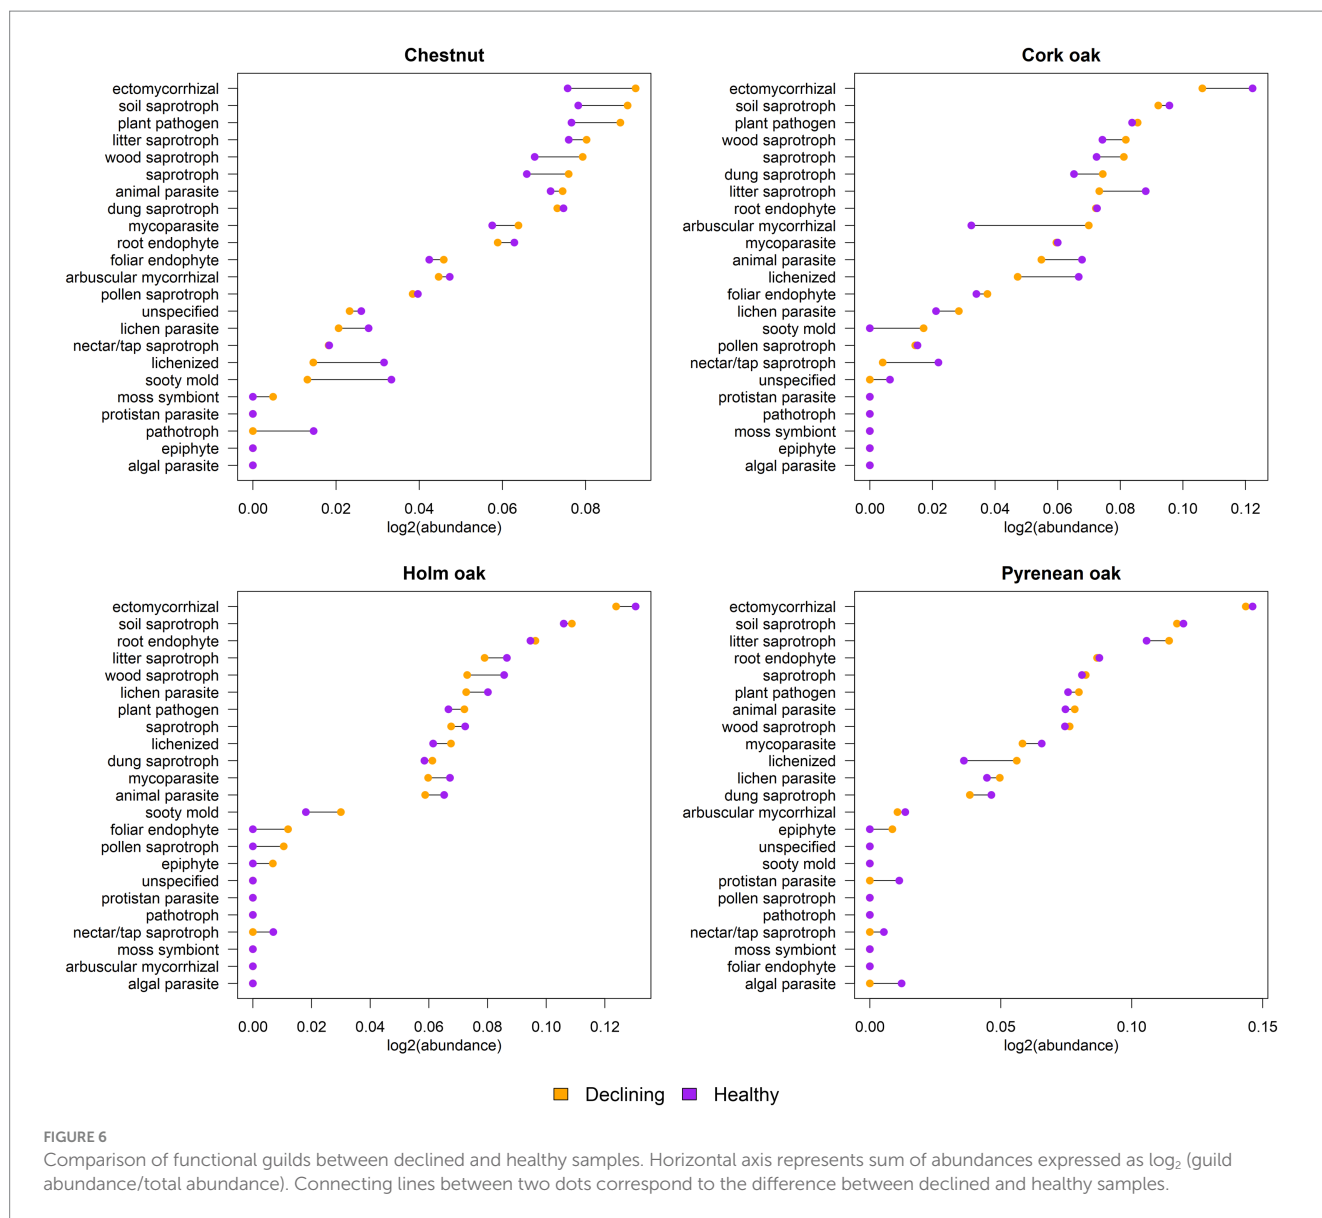 Chestnut
ectomycorrhizal
soil saprotroph
plant pathogen
litter saprotroph
wood saprotroph
saprotroph
animal parasite
dung saprotroph
mycoparasite
root endophyte
foliar endophyte
arbuscular mycorrhizal
pollen saprotroph
unspecified
lichen parasite
nectar/tap saprotroph
lichenized
sooty mold
moss symbiont
protistan parasite
pathotroph
epiphyte
algal parasite
0.00 0.02 0.04 0.06 0.08
log2(abundance)
Cork oak
ectomycorrhizal
soil saprotroph
plant pathogen
wood saprotroph
saprotroph
dung saprotroph
litter saprotroph
root endophyte
arbuscular mycorrhizal
mycoparasite
animal parasite
lichenized
foliar endophyte
lichen parasite
sooty mold
pollen saprotroph
nectar/tap saprotroph
unspecified
protistan parasite
pathotroph
moss symbiont
epiphyte
algal parasite
0.00 0.02 0.04 0.06 0.08 0.10 0.12
log2(abundance)
Holm oak
ectomycorrhizal
soil saprotroph
root endophyte
litter saprotroph
wood saprotroph
lichen parasite
plant pathogen
saprotroph
lichenized
dung saprotroph
mycoparasite
animal parasite
sooty mold
foliar endophyte
pollen saprotroph
epiphyte
unspecified
protistan parasite
pathotroph
nectar/tap saprotroph
moss symbiont
arbuscular mycorrhizal
algal parasite
0.00 0.02 0.04 0.06 0.08 0.10 0.12
log2(abundance)
Pyrenean oak
ectomycorrhizal
soil saprotroph
litter saprotroph
root endophyte
saprotroph
plant pathogen
animal parasite
wood saprotroph
mycoparasite
lichenized
lichen parasite
dung saprotroph
arbuscular mycorrhizal
epiphyte
unspecified
sooty mold
protistan parasite
pollen saprotroph
pathotroph
nectar/tap saprotroph
moss symbiont
foliar endophyte
algal parasite
0.00 0.05 0.10 0.15
log2(abundance)
Declining Healthy
FIGURE 6
Comparison of functional guilds between declined and healthy samples. Horizontal axis represents sum of abundances expressed as log₂ (guild
abundance/total abundance). Connecting lines between two dots correspond to the difference between declined and healthy samples.